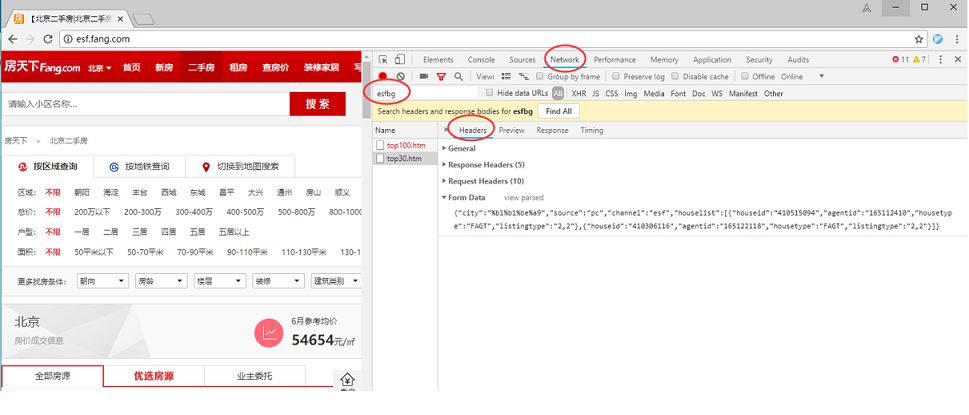 【北京二手房|北京二手房
esf.fang.com
房天下Fang.com 北京 首页 新房 二手房 租房 查房价 装修家居
请输入小区名称... 搜 索
房天下 > 北京二手房
按区域查询 按地铁查询 切换到地图搜索
区域： 不限 朝阳 海淀 丰台 西城 东城 昌平 大兴 通州 房山 顺义
总价： 不限 200万以下 200-300万 300-400万 400-500万 500-800万 800-1000
户型： 不限 一居 二居 三居 四居 五居 五居以上
面积： 不限 50平米以下 50-70平米 70-90平米 90-110平米 110-130平米 130-1
更多找房条件： 朝向 房龄 楼层 装修 建筑类别
北京
房价成交信息
6月参考均价
54654元/㎡
全部房源 优选房源 业主委托
Elements Console Sources Network Performance Memory Application Security Audits 11 7
View: Group by frame Preserve log Disable cache Offline Online
esfbg Hide data URLs All XHR JS CSS Img Media Font Doc WS Manifest Other
Search headers and response bodies for esfbg Find All
Name Headers Preview Response Timing
top100.htm
top30.htm
General
Response Headers (5)
Request Headers (10)
Form Data view parsed
{"city":"%b1%b1%be%a9","source":"pc","channel":"esf","houselist":[{"houseid":"410515094","agentid":"165112410","housetyp
e":"FAGT","listingtype":"2,2"},{"houseid":"410306116","agentid":"165122118","housetype":"FAGT","listingtype":"2,2"}]}